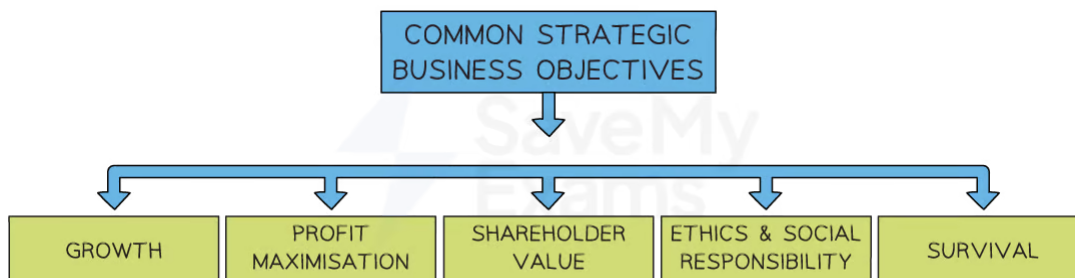 COMMON STRATEGIC
BUSINESS OBJECTIVES
SaveMy
Exams
GROWTH
PROFIT
MAXIMISATION
SHAREHOLDER
VALUE
ETHICS & SOCIAL
RESPONSIBILITY
SURVIVAL